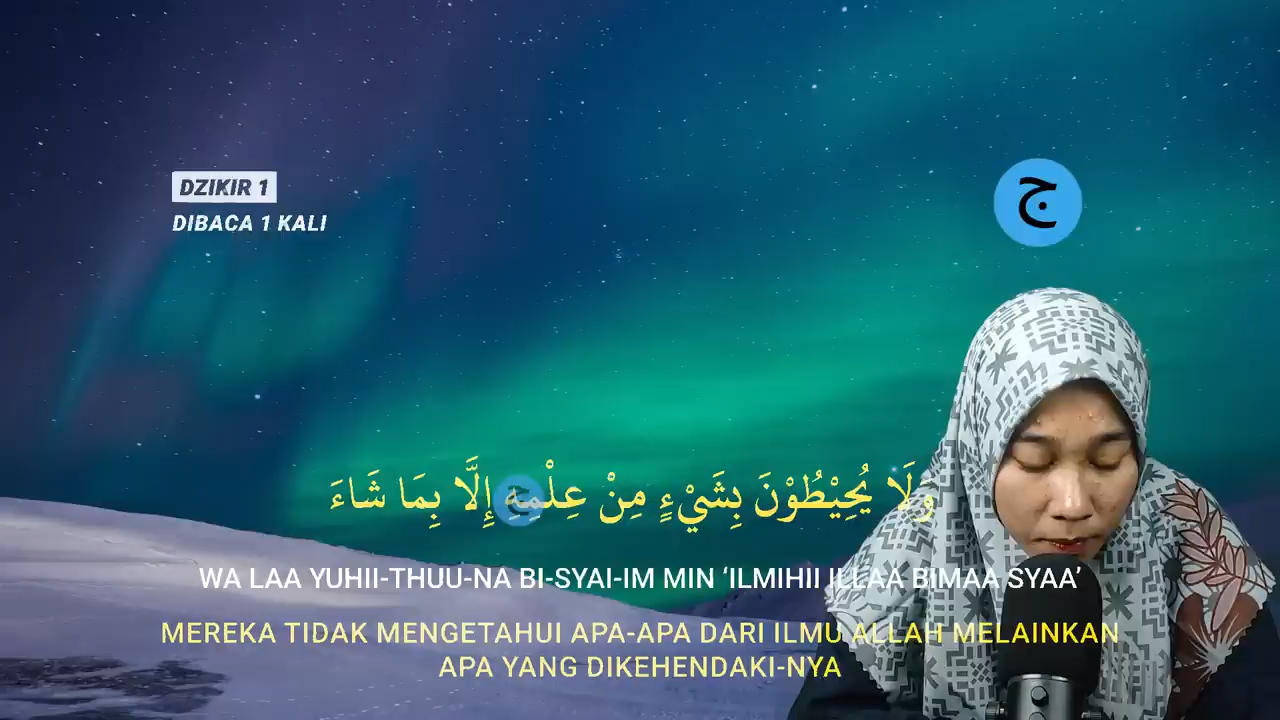 DZIKIR 1
DIBACA 1 KALI
ج
وَلَا يُحِيْطُوْنَ بِشَيْءٍ مِنْ عِلْمِهِ إِلَّا بِمَا شَاءَ
ج
WA LAA YUHII-THUU-NA BI-SYAI-IM MIN ‘ILMIHII ILLAA BIMAA SYAA’
MEREKA TIDAK MENGETAHUI APA-APA DARI ILMU ALLAH MELAINKAN
APA YANG DIKEHENDAKI-NYA